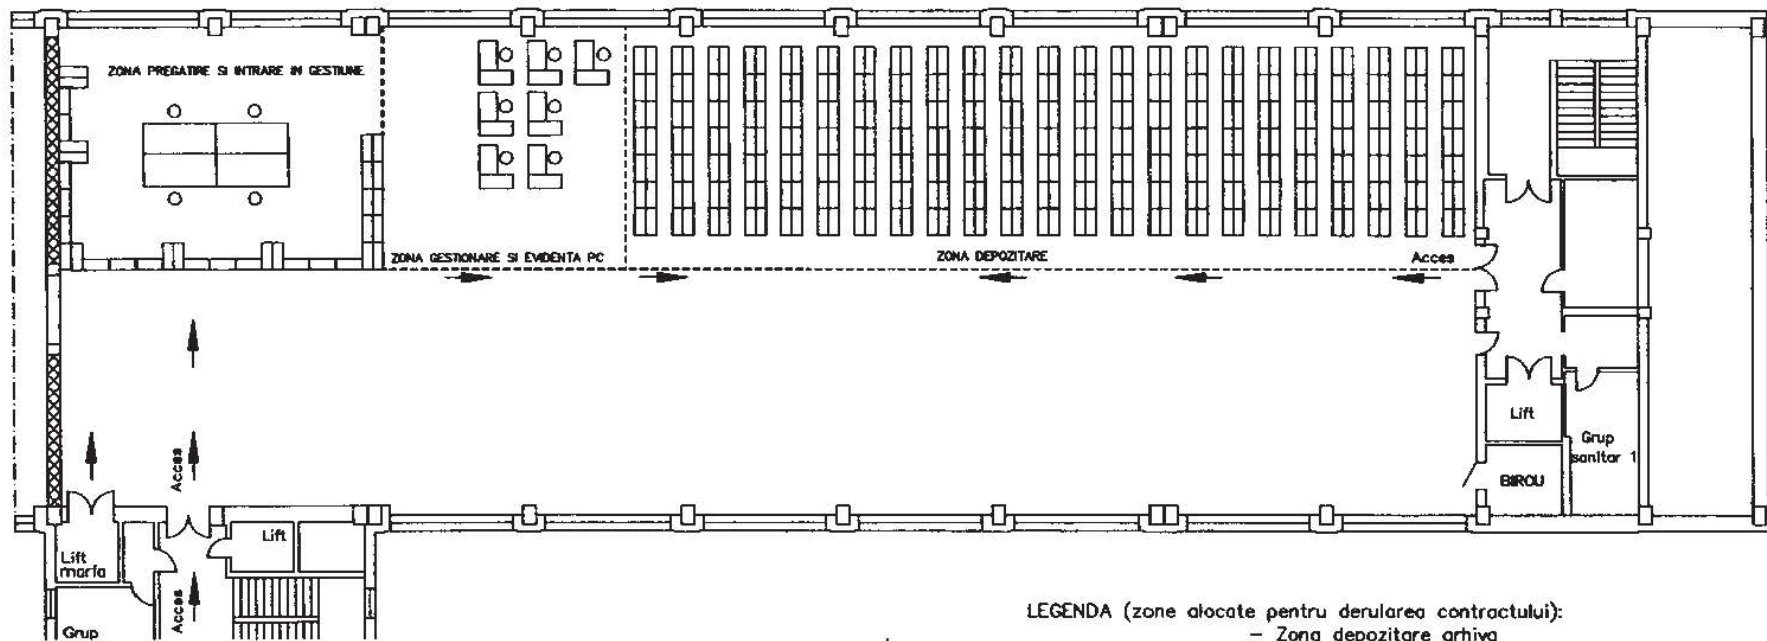 ZONA PREGATIRE SI INTRARE IN GESTIUNE
ZONA GESTIONARE SI EVIDENTA PC
ZONA DEPOZITARE
Acces
Acces
Lift
Grup
sanitar 1
BIROU
Lift
Lift
marfa
Acces
Grup
LEGENDA (zone alocate pentru derularea contractului):
- Zona depozitare arhiva